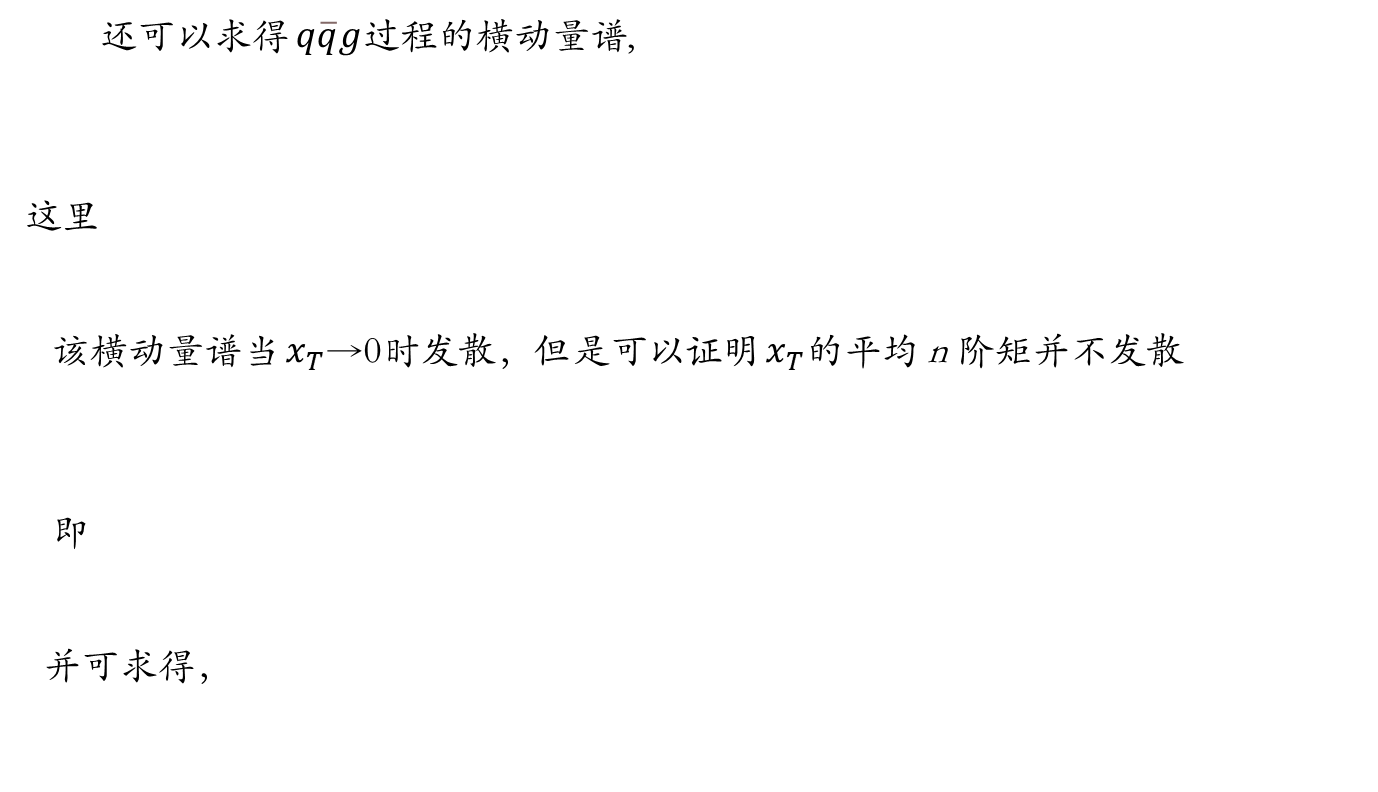 还可以求得 q q̅ g 过程的横动量谱,
这里
该横动量谱当 x_T→0时发散，但是可以证明 x_T 的平均 n 阶矩并不发散
即
并可求得，